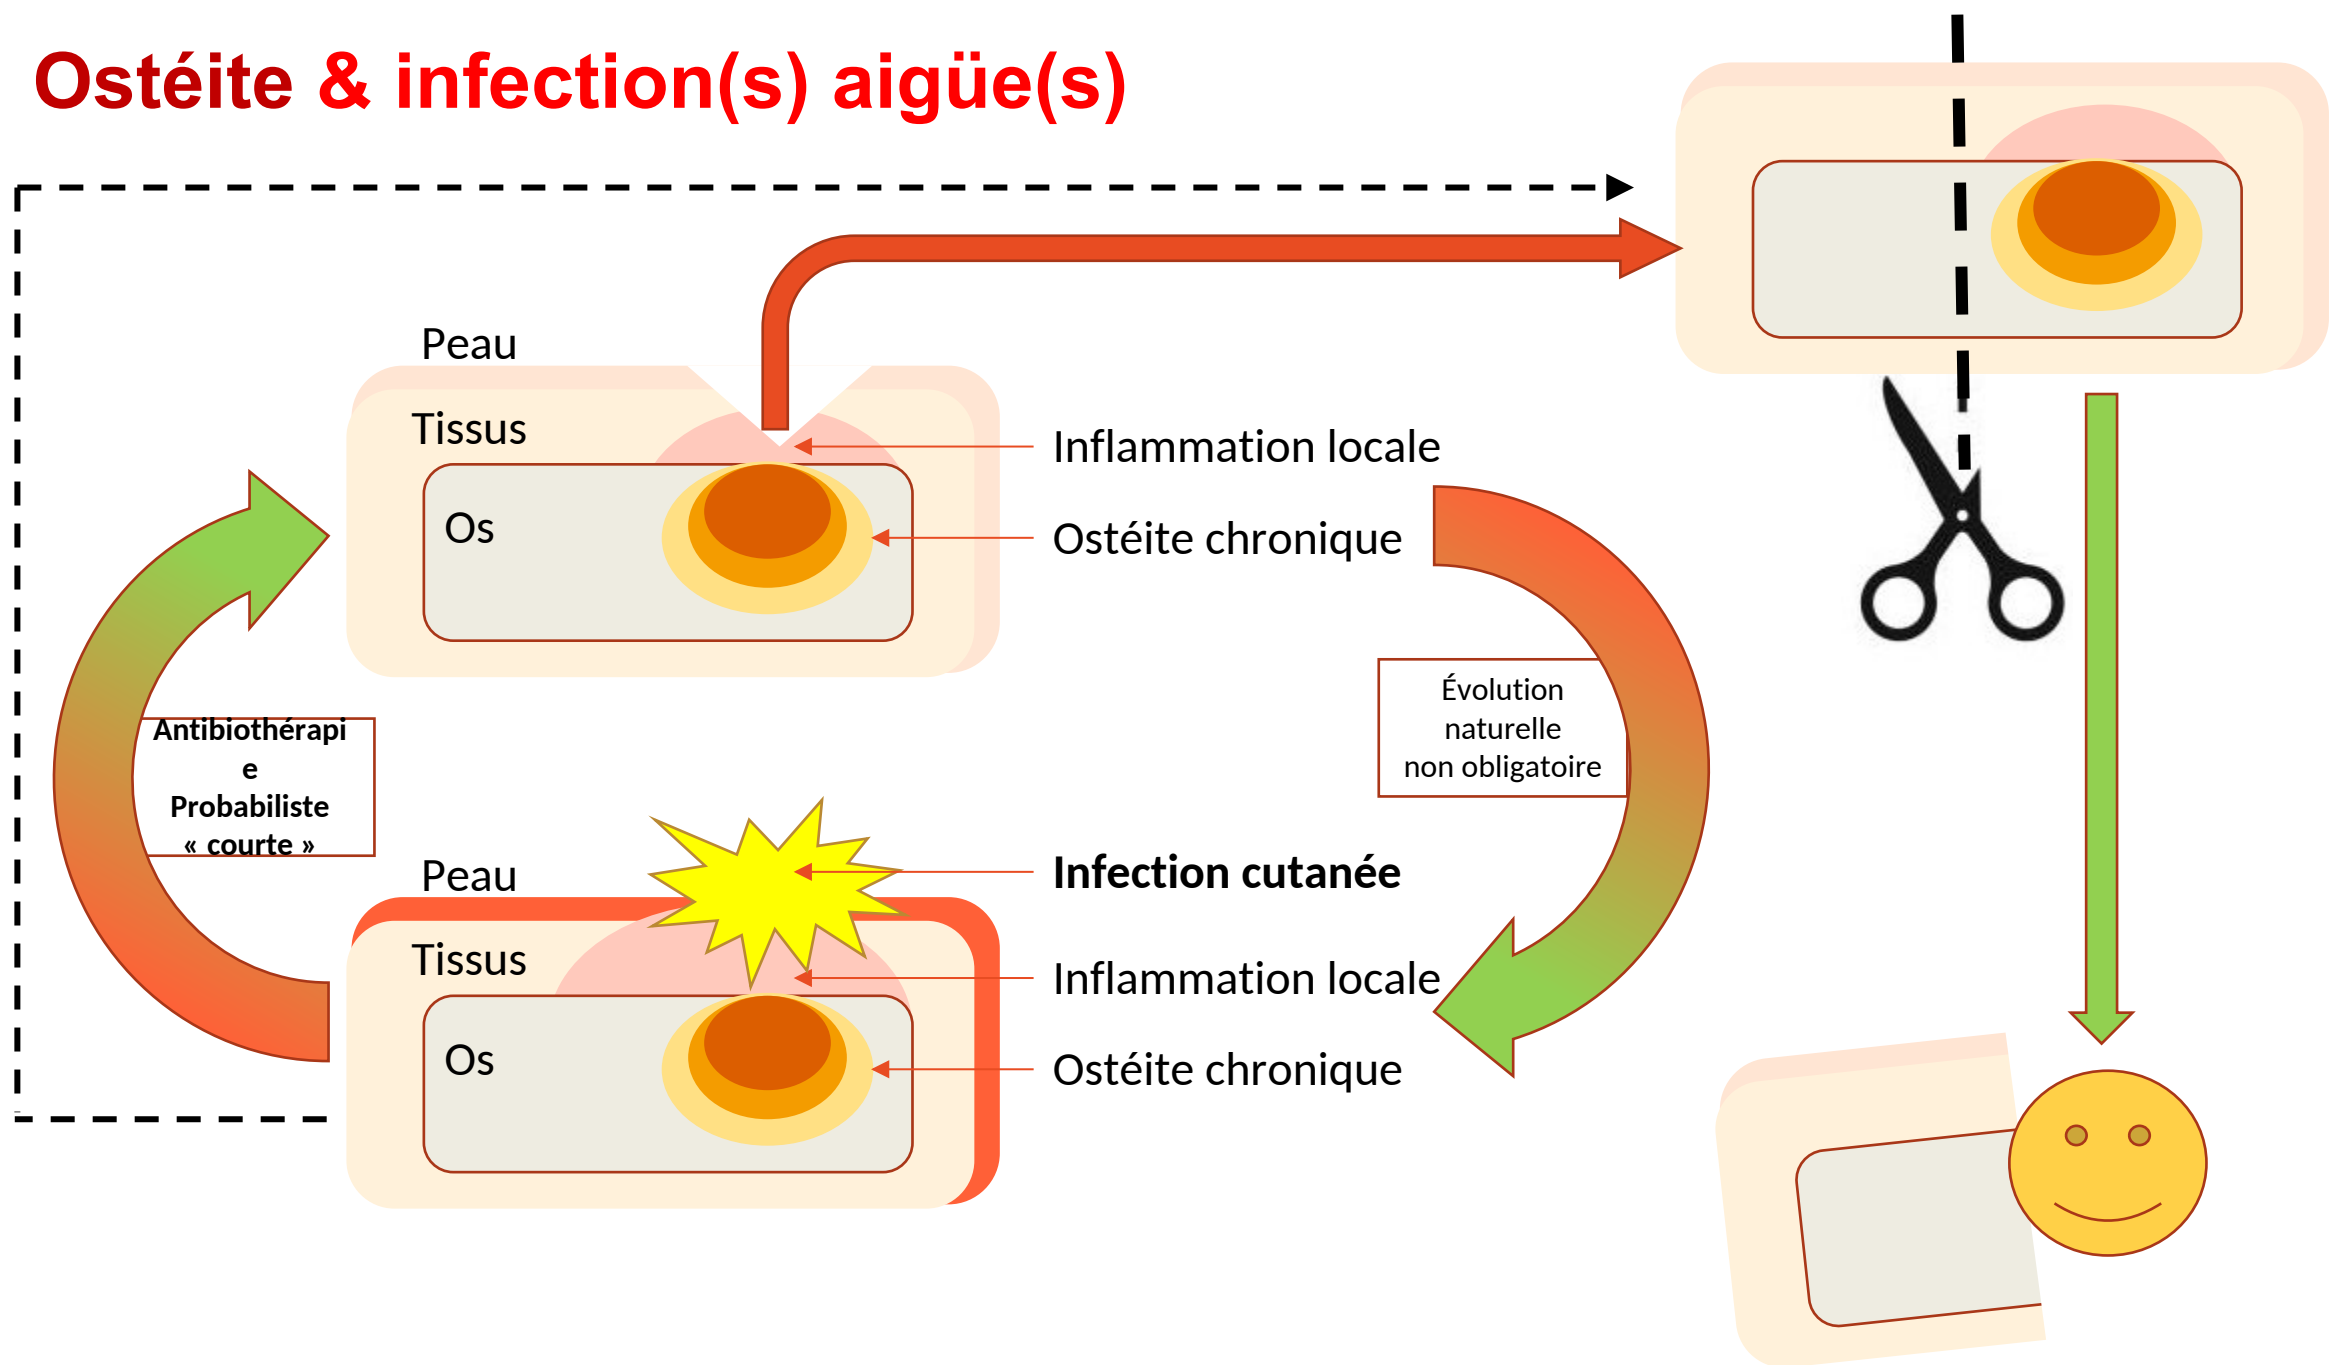 Ostéite & infection(s) aigüe(s)
Peau
Tissus
Inflammation locale
Os
Ostéite chronique
Évolution
naturelle
non obligatoire
Antibiothérapi
e
Probabiliste
« courte »
Peau
Infection cutanée
Tissus
Inflammation locale
Os
Ostéite chronique